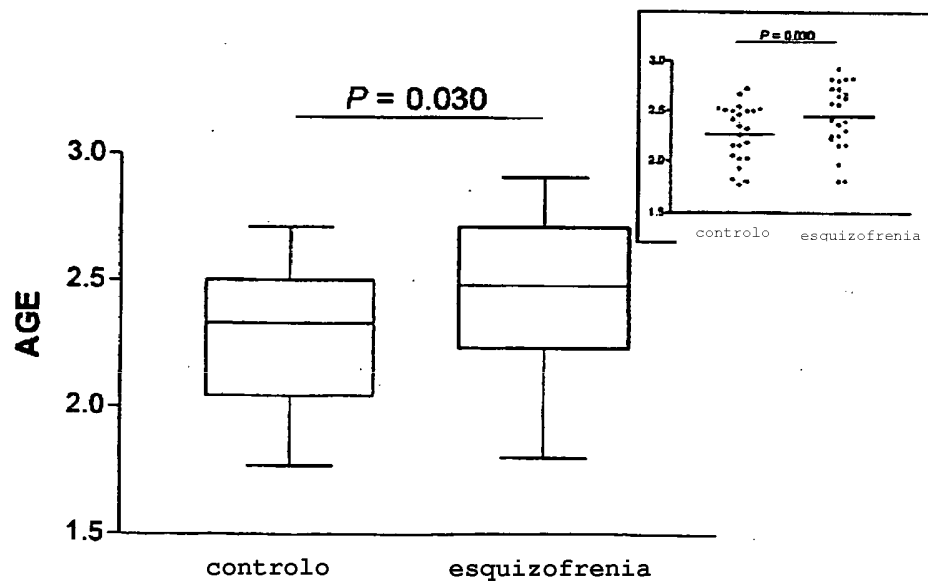 P = 0.030
3.0
2.5
2.0
1.5
AGE
controlo esquizofrenia
P = 0.030
3.0
2.5
2.0
1.5
controlo esquizofrenia